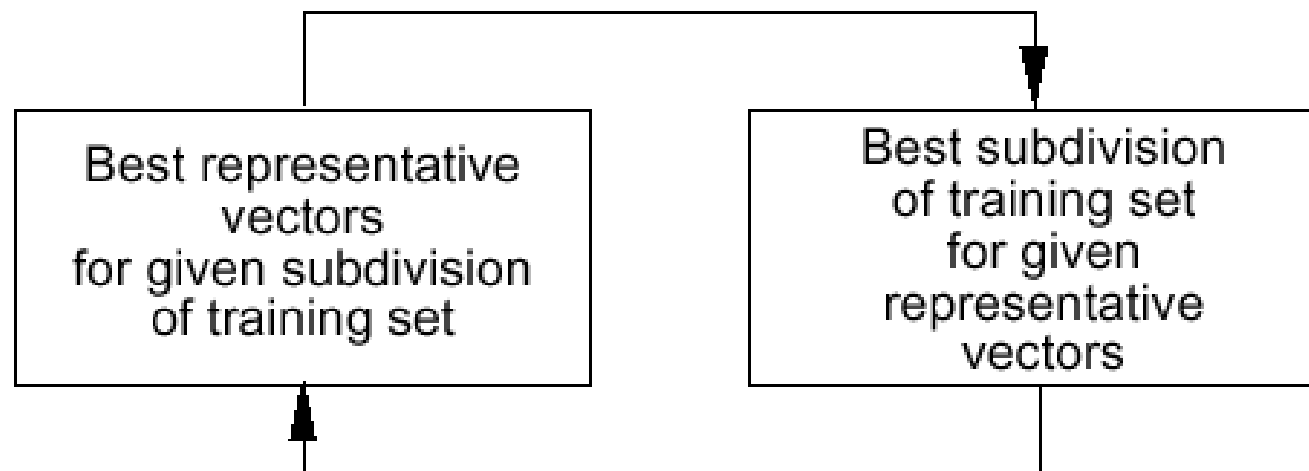 Best representative
vectors
for given subdivision
of training set
Best subdivision
of training set
for given
representative
vectors